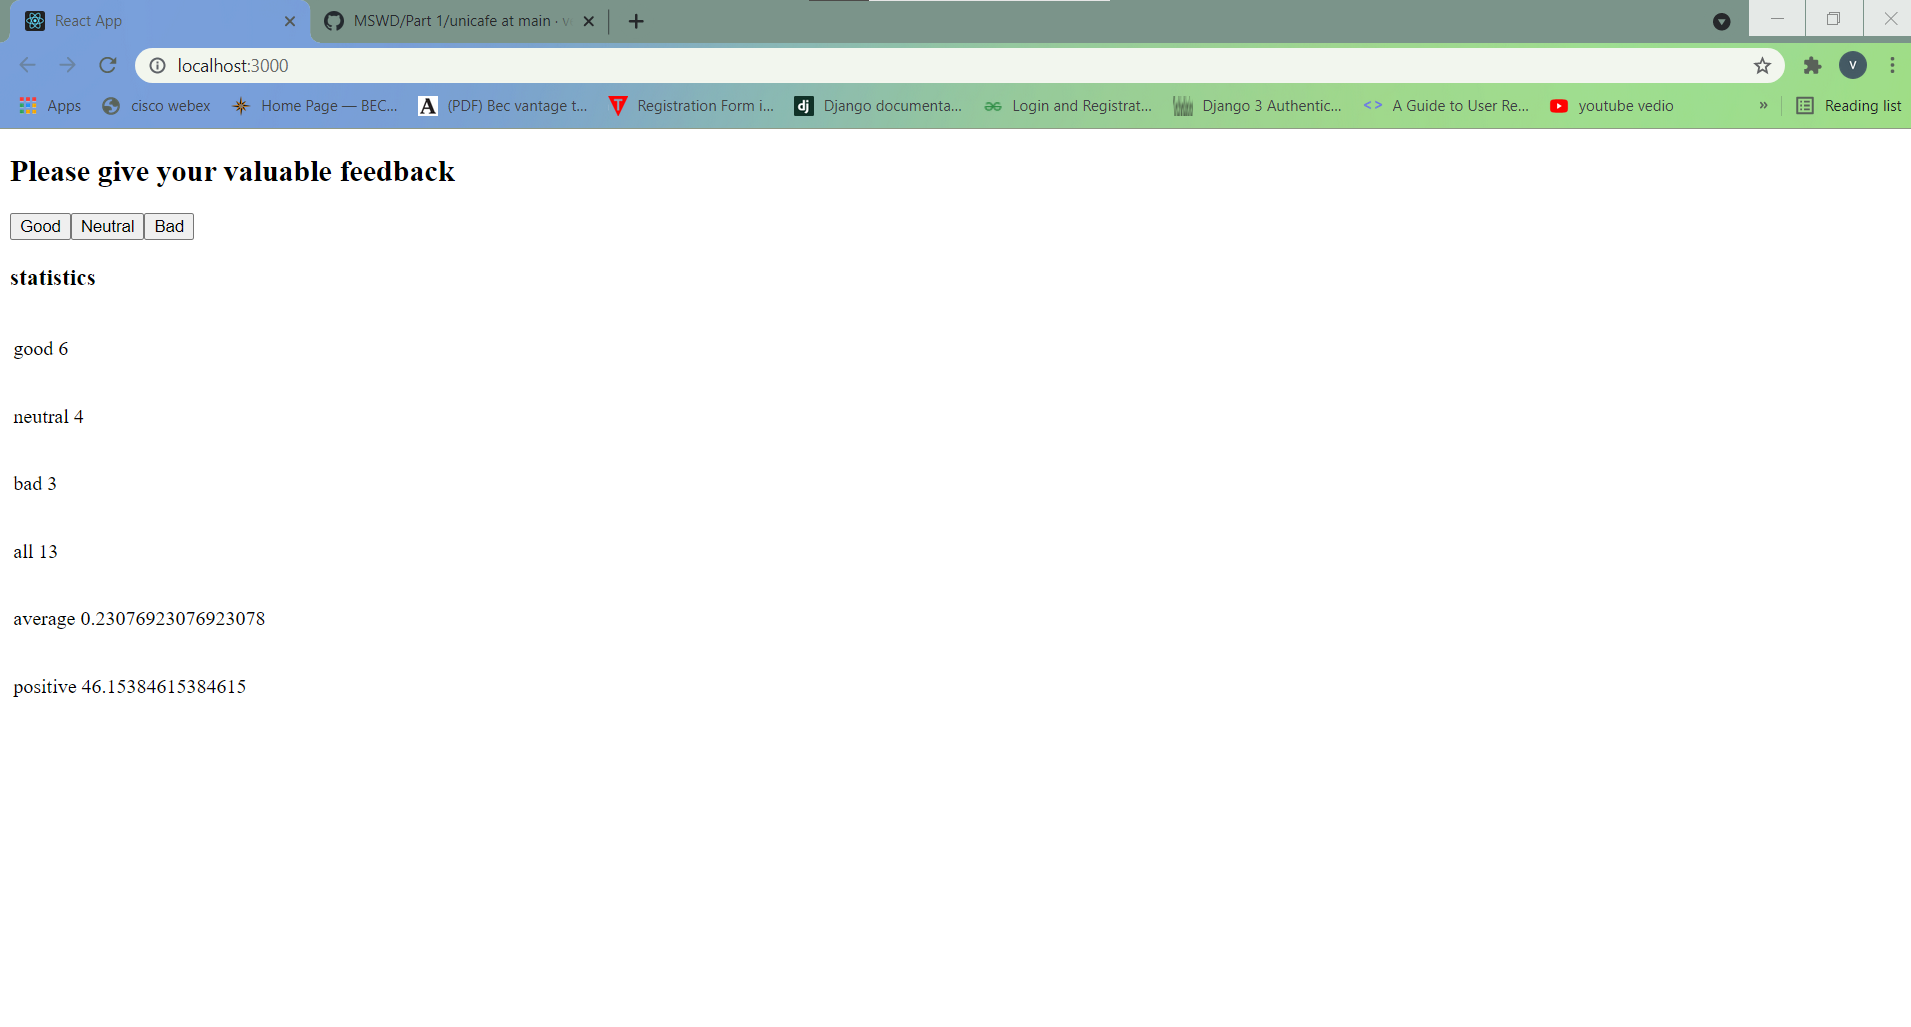 React App
MSWD/Part 1/unicafe at main · v
localhost:3000
V
Apps
cisco webex
Home Page — BEC...
A
(PDF) Bec vantage t...
T
Registration Form i...
dj
Django documenta...
Login and Registrat...
Django 3 Authentic...
<>
A Guide to User Re...
youtube vedio
»
Reading list
Please give your valuable feedback
Good Neutral Bad
statistics
good 6
neutral 4
bad 3
all 13
average 0.23076923076923078
positive 46.15384615384615